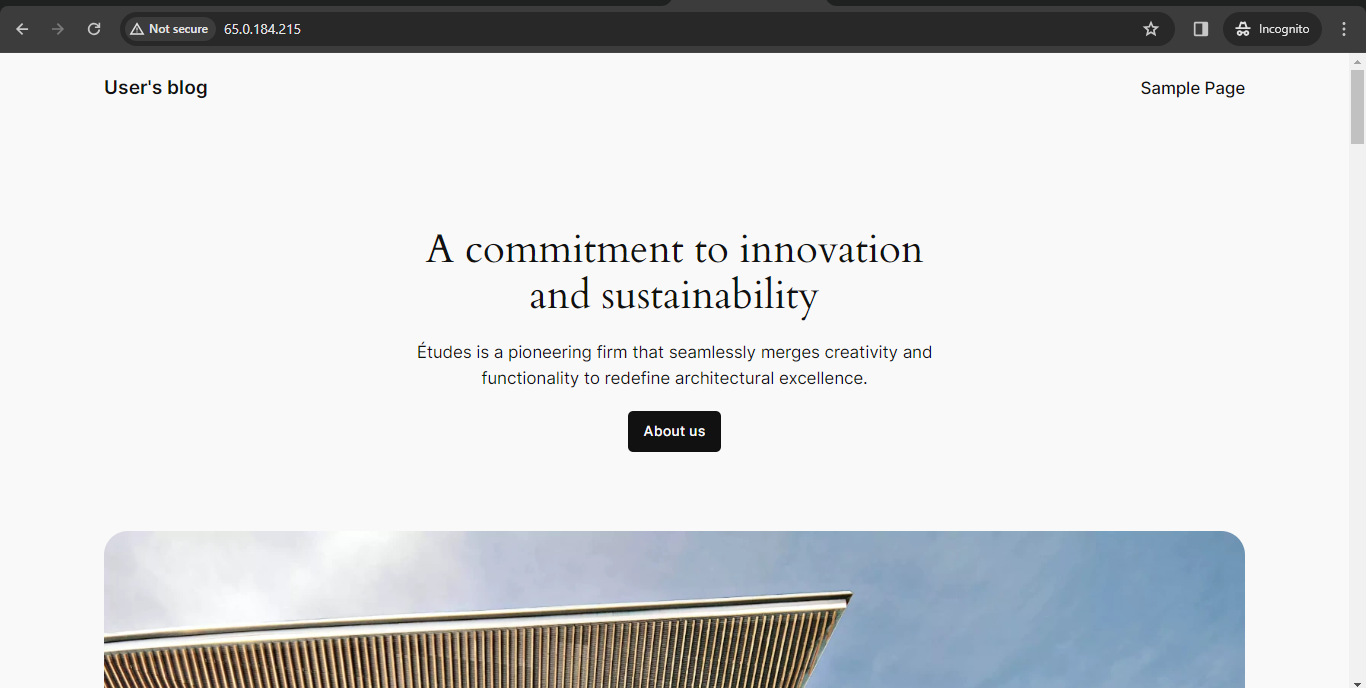 Not secure
65.0.184.215
Incognito
User's blog
Sample Page
A commitment to innovation
and sustainability
Études is a pioneering firm that seamlessly merges creativity and
functionality to redefine architectural excellence.
About us